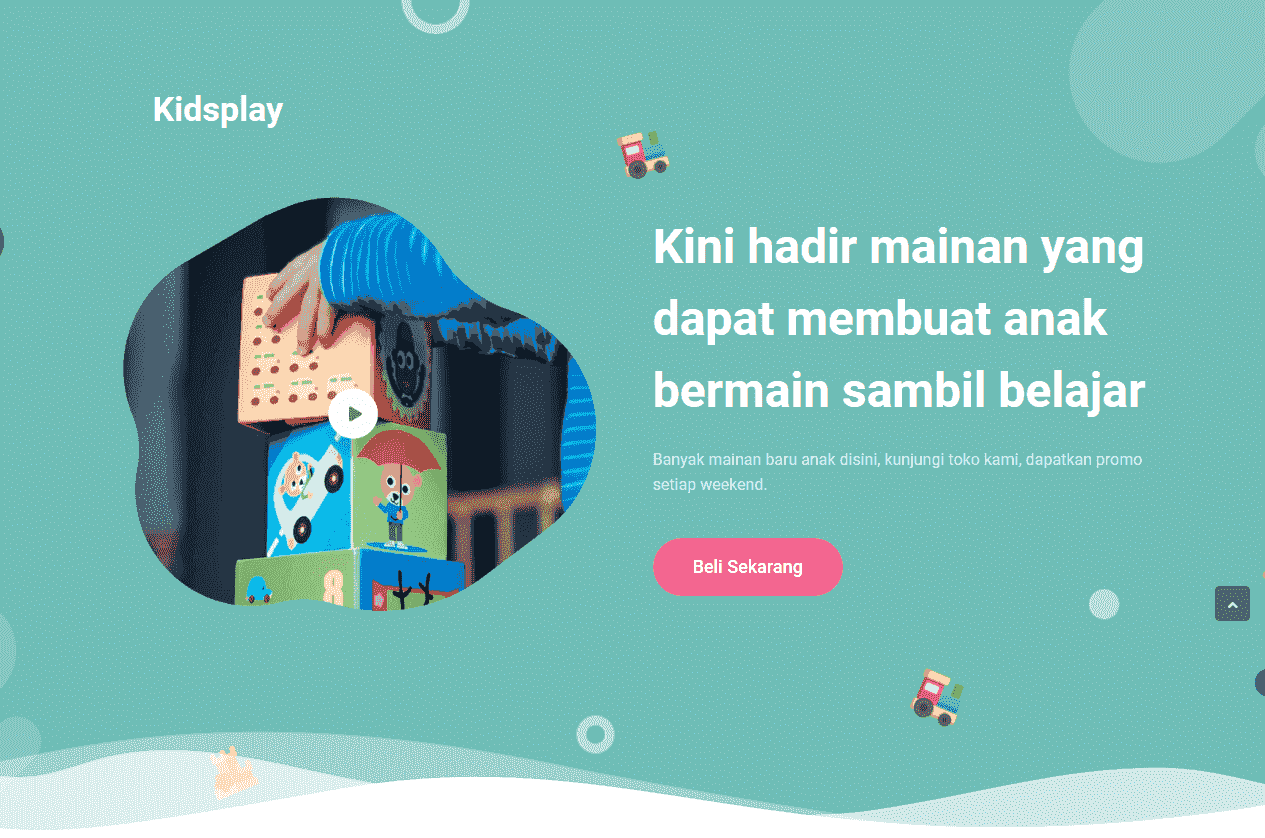 Kidsplay
Kini hadir mainan yang
dapat membuat anak
bermain sambil belajar
Banyak mainan baru anak disini, kunjungi toko kami, dapatkan promo
setiap weekend.
Beli Sekarang
8